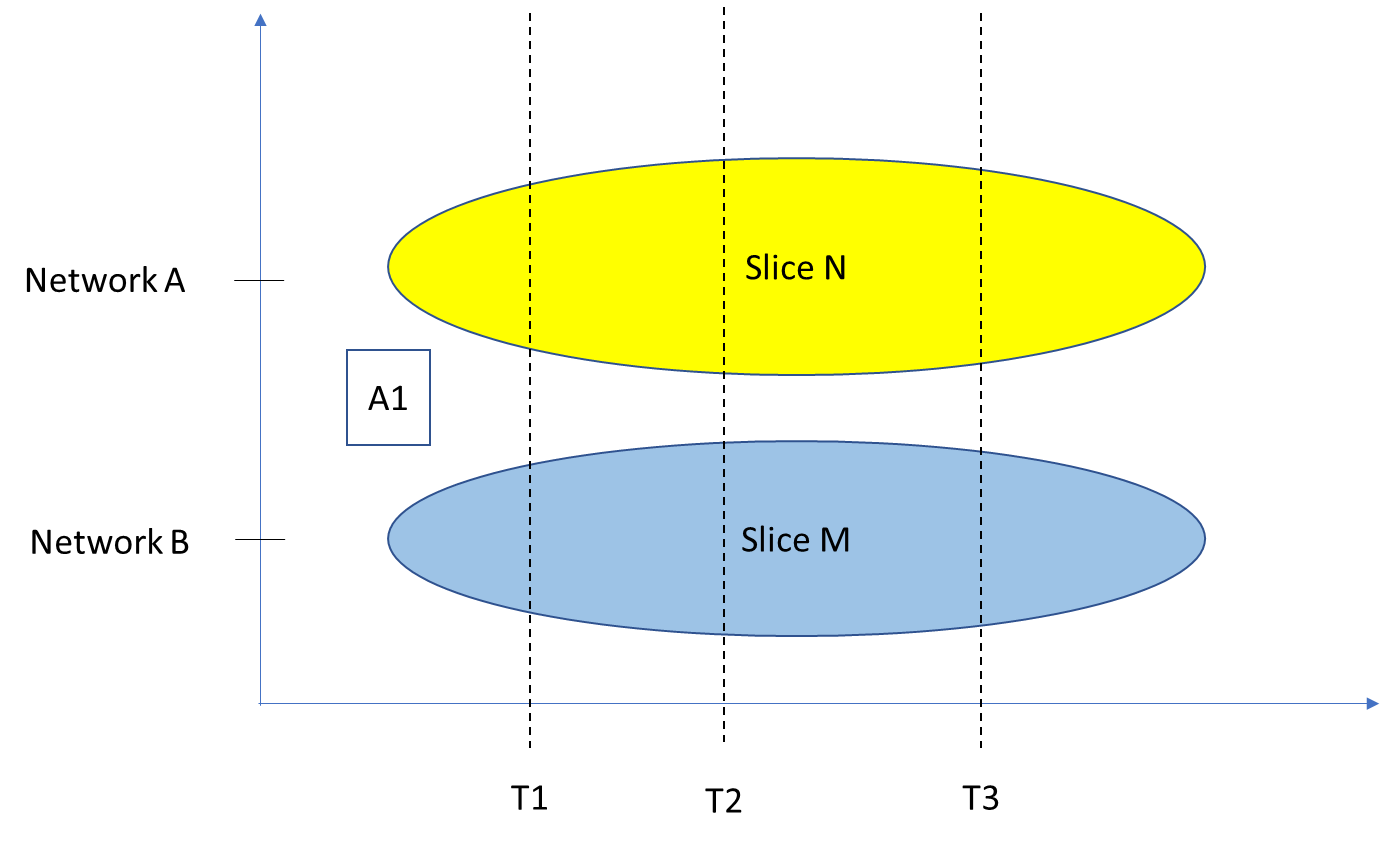 Slice N
Network A
A1
Slice M
Network B
T1
T2
T3